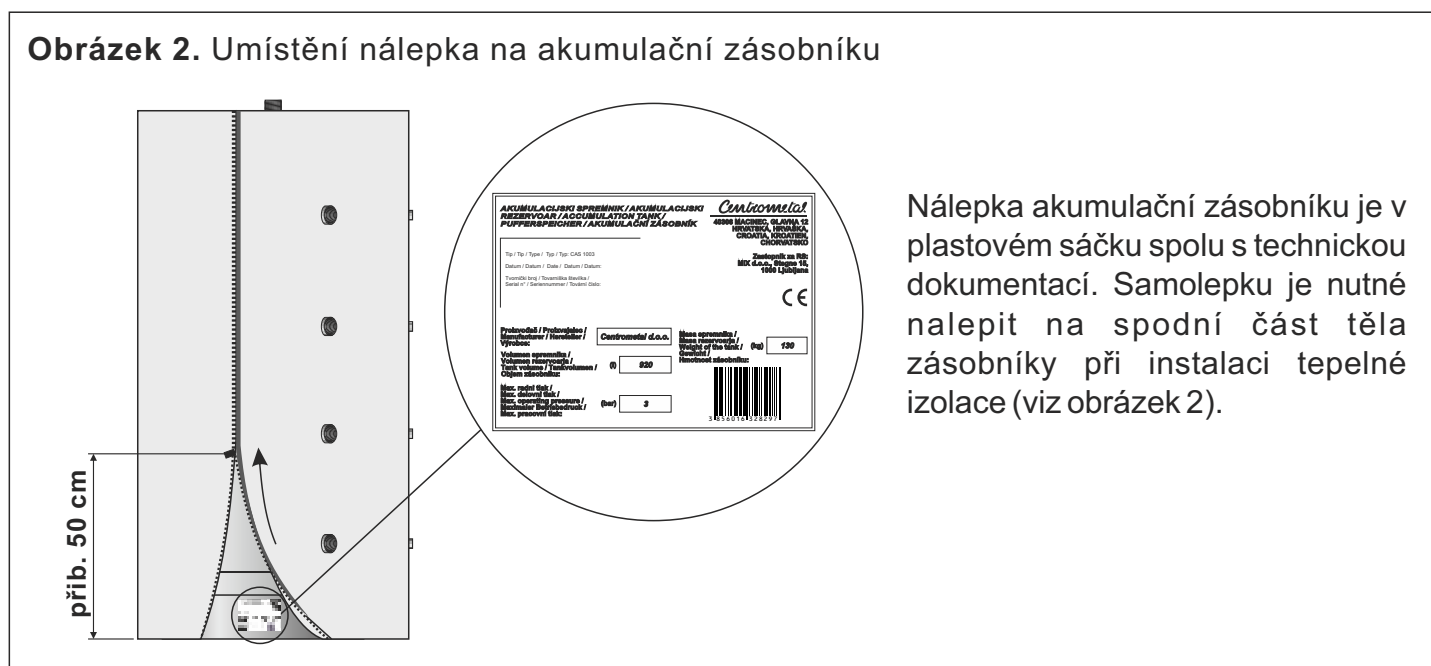 Obrázek 2. Umístění nálepka na akumulační zásobníku
AKUMULACIJSKI SPREMNIK / AKUMULACIJSKI
REZERVOAR / ACCUMULATION TANK /
PUFFERSPEICHER / AKUMULAČNÍ ZÁSOBNÍK
Centrometal
40306 MACINEC, GLAVNA 12
HRVATSKA, HRVAŠKA,
CROATIA, KROATIEN,
CHORVATSKO
Tip / Tip / Type / Typ / Typ: CAS 1003
Datum / Datum / Date / Datum / Datum:
Tvornički broj / Tovarniška številka /
Serial n° / Seriennummer / Tovární číslo:
Zastopnik za RS:
MIX d.o.o., Stegne 15,
1000 Ljubljana
CE
Proizvođač / Proizvajalec /
Manufacturer / Hersteller /
Výrobce:
Centrometal d.o.o.
Volumen spremnika /
Volumen rezervoarja /
Tank volume / Tankvolumen /
Objem zásobníku:
(l) 920
Max. radni tlak /
Max. delovni tlak /
Max. operating pressure /
Maximaler Betriebsdruck /
Max. pracovní tlak:
(bar) 3
Masa spremnika /
Masa rezervoarja /
Weight of the tank /
Gewicht /
Hmotnost zásobníku:
(kg) 130
3 856016 328297
přib. 50 cm
Nálepka akumulační zásobníku je v
plastovém sáčku spolu s technickou
dokumentací. Samolepku je nutné
nalepit na spodní část těla
zásobníky při instalaci tepelné
izolace (viz obrázek 2).